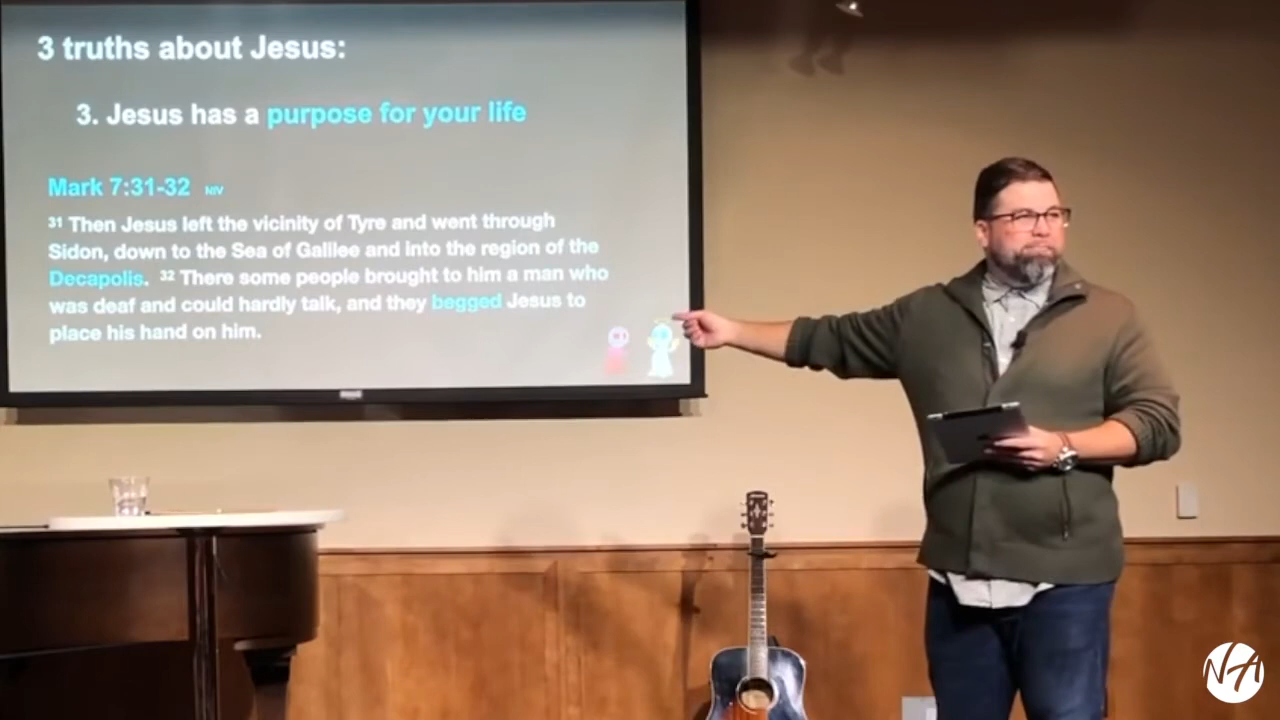 3 truths about Jesus:
3. Jesus has a purpose for your life
Mark 7:31-32 NIV
31 Then Jesus left the vicinity of Tyre and went through
Sidon, down to the Sea of Galilee and into the region of the
Decapolis. 32 There some people brought to him a man who
was deaf and could hardly talk, and they begged Jesus to
place his hand on him.
NA